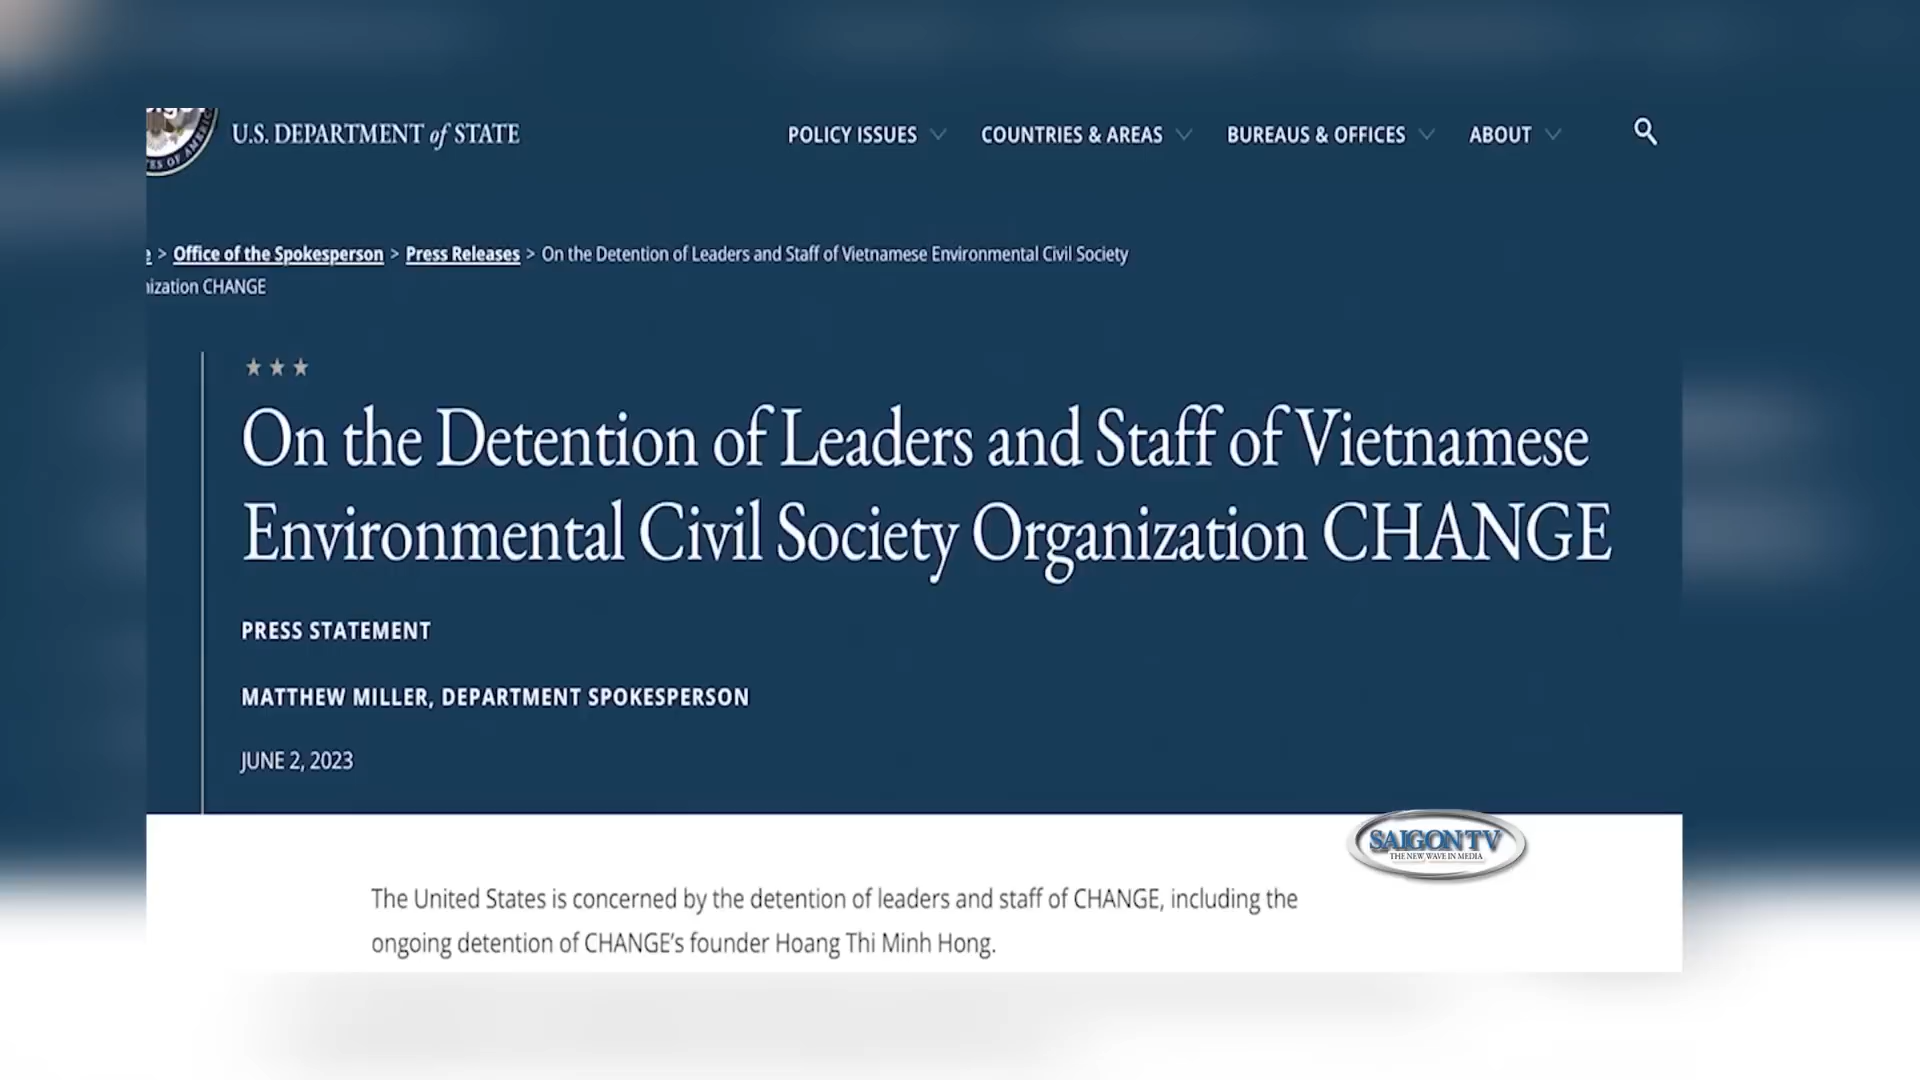 U.S. DEPARTMENT of STATE
POLICY ISSUES
COUNTRIES & AREAS
BUREAUS & OFFICES
ABOUT
> Office of the Spokesperson > Press Releases > On the Detention of Leaders and Staff of Vietnamese Environmental Civil Society
CHANGE
On the Detention of Leaders and Staff of Vietnamese
Environmental Civil Society Organization CHANGE
PRESS STATEMENT
MATTHEW MILLER, DEPARTMENT SPOKESPERSON
JUNE 2, 2023
SAIGON TV
THE NEW WAVE IN MEDIA
The United States is concerned by the detention of leaders and staff of CHANGE, including the
ongoing detention of CHANGE's founder Hoang Thi Minh Hong.